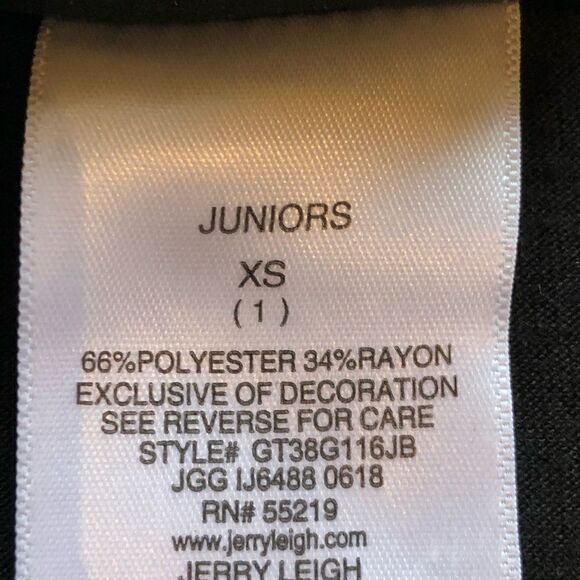 JUNIORS
XS
( 1 )
66%POLYESTER 34%RAYON
EXCLUSIVE OF DECORATION
SEE REVERSE FOR CARE
STYLE# GT38G116JB
JGG IJ6488 0618
RN# 55219
www.jerryleigh.com
JERRY LEIGH